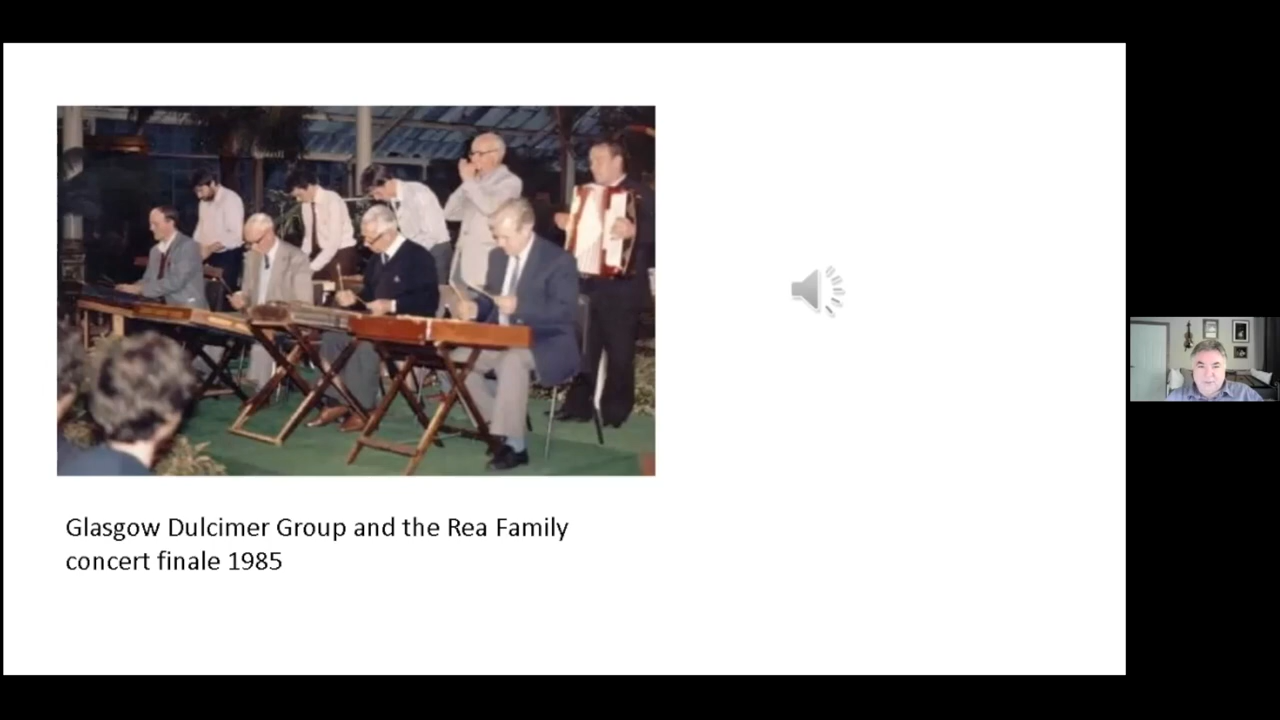 Glasgow Dulcimer Group and the Rea Family
concert finale 1985